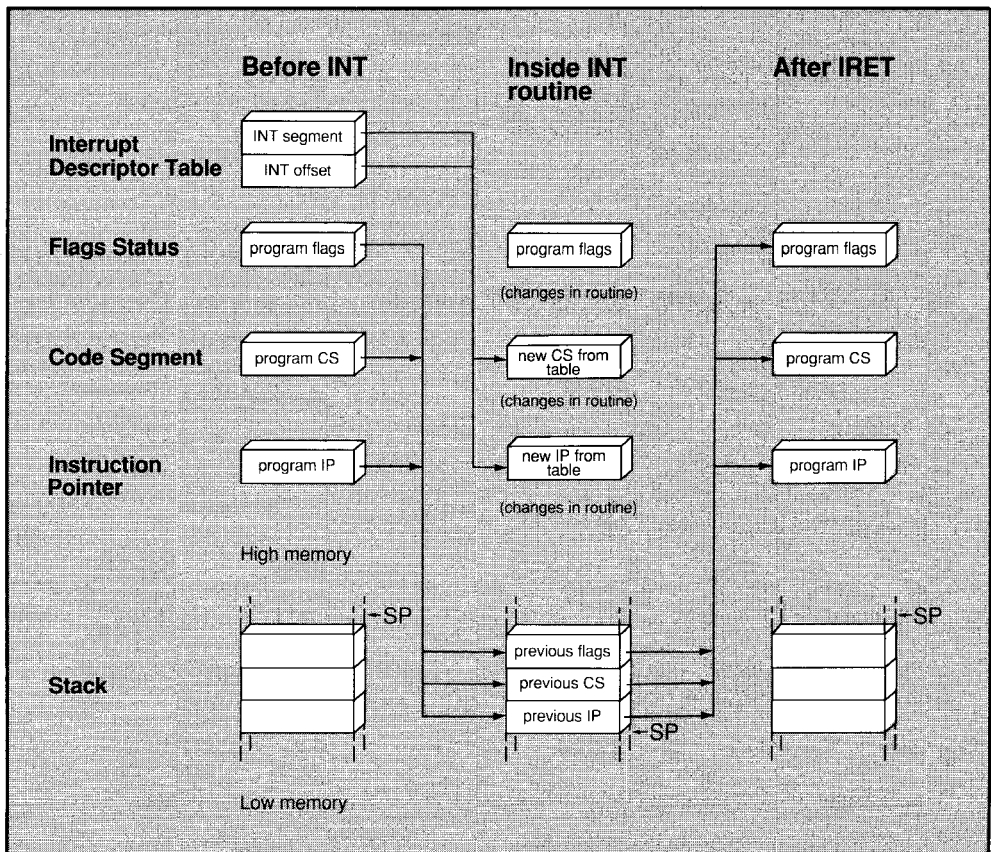 Before INT
Inside INT
routine
After IRET
Interrupt
Descriptor Table
INT segment
INT offset
Flags Status
program flags
program flags
(changes in routine)
program flags
Code Segment
program CS
new CS from
table
(changes in routine)
program CS
Instruction
Pointer
program IP
new IP from
table
(changes in routine)
program IP
High memory
Stack
SP
previous flags
previous CS
previous IP
SP
SP
Low memory